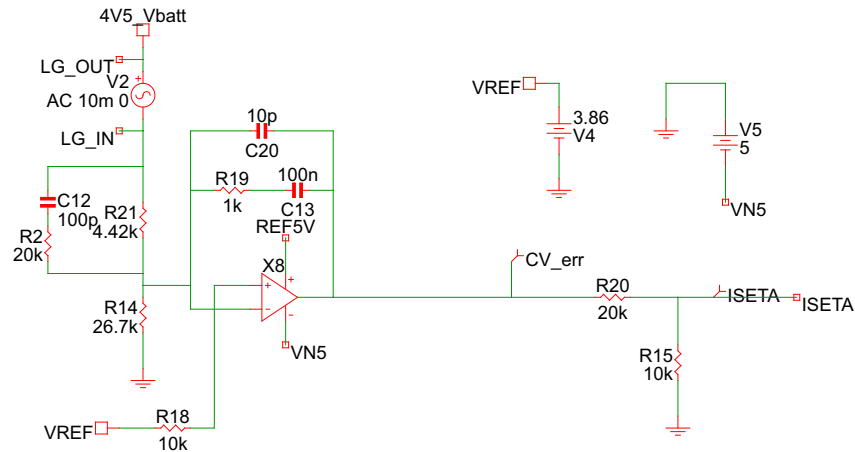 4V5_Vbatt
LG_OUT
V2
AC 10m 0
LG_IN
VREF
3.86
V4
V5
5
VN5
10p
C20
R19
1k
100n
C13
C12
100p
R21
4.42k
R2
20k
REF5V
X8
+
-
+
-
+
VN5
R14
26.7k
CV_err
R20
20k
ISETA
ISETA
R15
10k
VREF
R18
10k